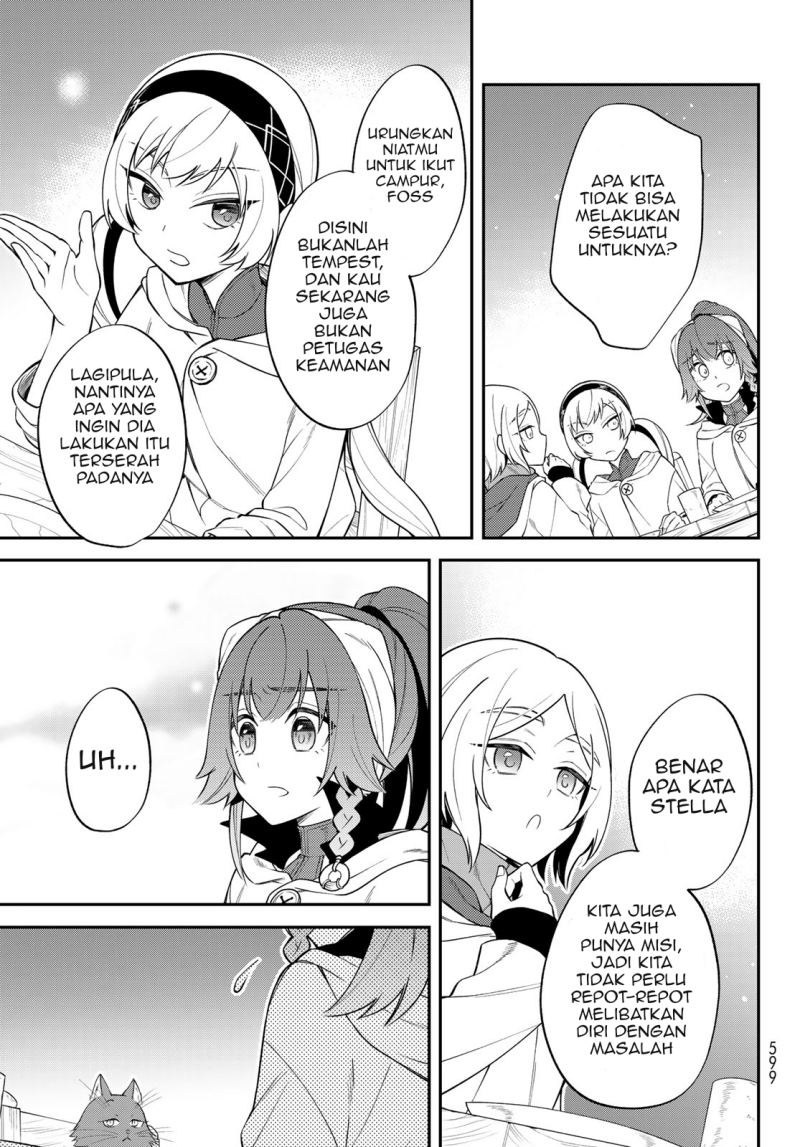 APA KITA
TIDAK BISA
MELAKUKAN
SESUATU
UNTUKNYA?
URUNGKAN
NIATMU
UNTUK IKUT
CAMPUR,
FOSS
DISINI
BUKANLAH
TEMPEST,
DAN KAU
SEKARANG
JUGA
BUKAN
PETUGAS
KEAMANAN
LAGIPULA,
NANTINYA
APA YANG
INGIN DIA
LAKUKAN ITU
TERSERAH
PADANYA
BENAR
APA KATA
STELLA
KITA JUGA
MASIH
PUNYA MISI,
JADI KITA
TIDAK PERLU
REPOT-REPOT
MELIBATKAN
DIRI DENGAN
MASALAH
UH...
599